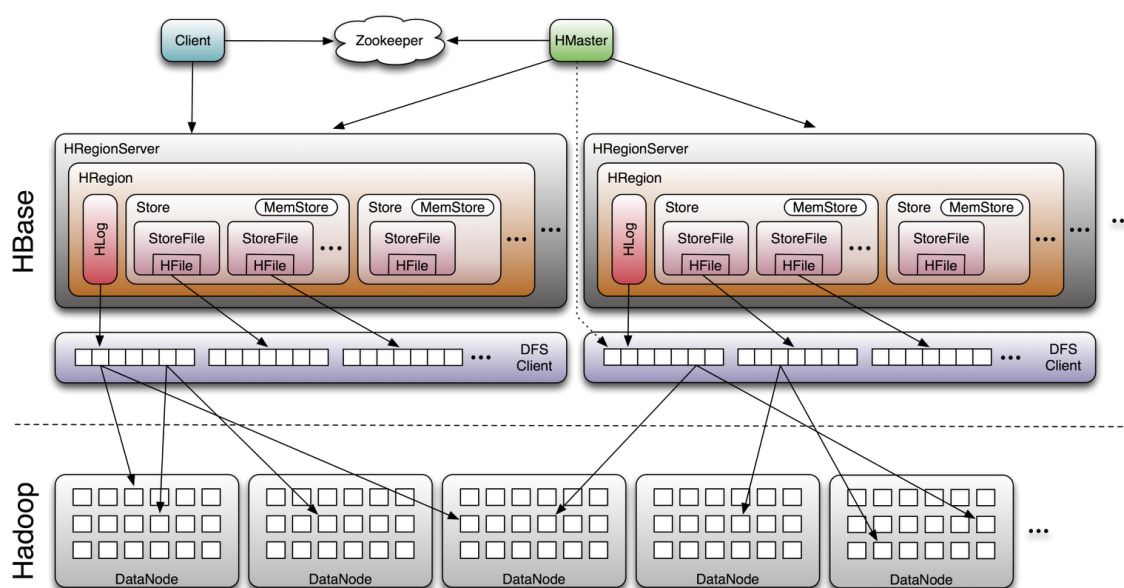 Client
Zookeeper
HMaster
HBase
HRegionServer
HRegion
HLog
Store
MemStore
StoreFile
HFile
StoreFile
HFile
...
Store
MemStore
StoreFile
HFile
...
...
HRegionServer
HRegion
HLog
Store
MemStore
StoreFile
HFile
StoreFile
HFile
...
Store
MemStore
StoreFile
HFile
...
...
...
...
DFS
Client
...
DFS
Client
Hadoop
DataNode
DataNode
DataNode
DataNode
DataNode
...